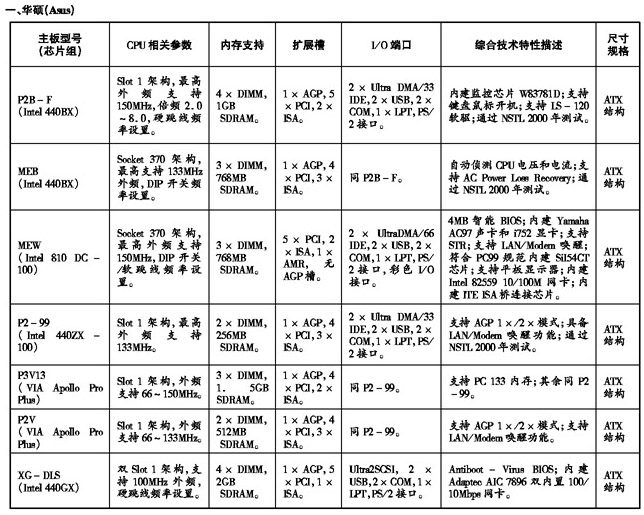 一、华硕(Asus)
主板型号
(芯片组)
CPU 相关参数
内存支持
扩展槽
I/O 端口
综合技术特性描述
尺寸
规格
P2B-F
(Intel 440BX)
Slot 1 架构,最高
外频支持
150MHz,倍频 2.0
~8.0,硬跳线频
率设置。
4×DIMM,
1GB
SDRAM。
1×AGP,5
×PCI,2×
ISA。
2×Ultra DMA/33
IDE,2×USB,2×
COM,1×LPT,PS/
2 接口。
内建监控芯片 W83781D;支持
键盘鼠标开机;支持 LS-120
软驱;通过 NSTL 2000 年测试。
ATX
结构
MEB
(Intel 440BX)
Socket 370 架构,
最高支持 133MHz
外频,DIP 开关频
率设置。
3×DIMM,
768MB
SDRAM。
1×AGP,4
×PCI,3×
ISA。
同 P2B-F。
自动侦测 CPU 电压和电流;支
持 AC Power Loss Recovery;通
过 NSTL 2000 年测试。
ATX
结构
MEW
(Intel 810 DC-
100)
Socket 370 架构,
最高外频支持
150MHz,DIP 开关
/软跳线频率设
置。
3×DIMM,
768MB
SDRAM。
5×PCI,2
×ISA,1×
AMR,无
AGP 槽。
2×UltraDMA/66
IDE,2×USB,2×
COM,1×LPT,PS/
2 接口,彩色 I/O
接口。
4MB 智能 BIOS;内建 Yamaha
AC97 声卡和 i752 显卡;支持
STR;支持 LAN/Modem 唤醒;
符合 PC99 规范内建 Sil54CT
芯片;支持平板显示器;内建
Intel 82559 10/100M 网卡;内
建 ITE ISA 桥连接芯片。
ATX
结构
P2-99
(Intel 440ZX-
100)
Slot 1 架构,最高
外频支持
133MHz。
2×DIMM,
256MB
SDRAM。
1×AGP,4
×PCI,3×
ISA。
2×Ultra DMA/33
IDE,2×USB,2×
COM,1×LPT,PS/
2 接口。
支持 AGP 1×/2×模式;具备
LAN/Modem 唤醒功能;通过
NSTL 2000 年测试。
ATX
结构
P3V13
(VIA Apollo Pro
Plus)
Slot 1 架构,外频
支持 66~150MHz。
3×DIMM,
1.5GB
SDRAM。
1×AGP,4
×PCI,2×
ISA。
同 P2-99。
支持 PC 133 内存;其余同 P2
-99。
ATX
结构
P2V
(VIA Apollo Pro
Plus)
Slot 1 架构,外频
支持 66~133MHz。
2×DIMM,
512MB
SDRAM。
1×AGP,4
×PCI,3×
ISA。
同 P2-99。
支持 AGP 1×/2×模式;支持
LAN/Modem 唤醒功能。
ATX
结构
XG-DLS
(Intel 440GX)
双 Slot 1 架构,支
持 100MHz 外频,
硬跳线频率设置。
4×DIMM,
2GB
SDRAM。
1×AGP,5
×PCI,1×
ISA。
Ultra2SCSI,2×
USB,2×COM,1×
LPT,PS/2 接口。
Antiboot-Virus BIOS;内建
Adaptec AIC 7896 双内置 100/
10Mbps 网卡。
ATX
结构